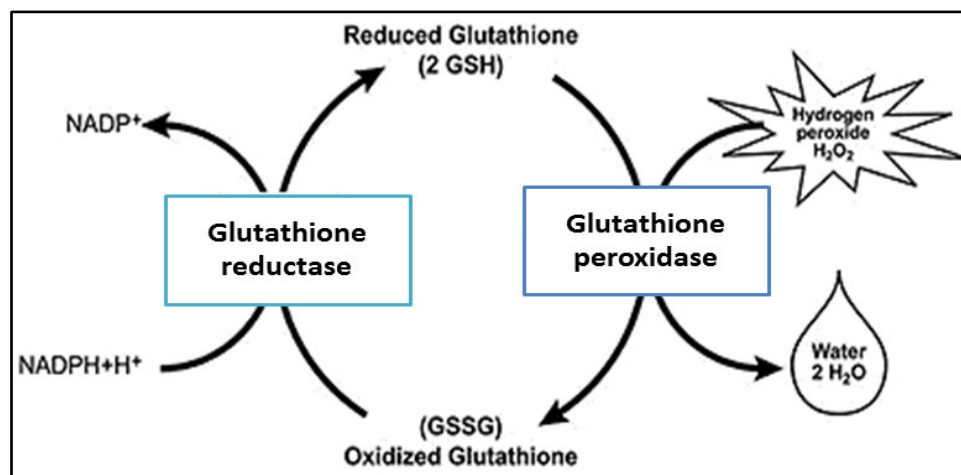 Reduced Glutathione
(2 GSH)
NADP⁺
Hydrogen
peroxide
H₂O₂
Glutathione
reductase
Glutathione
peroxidase
NADPH+H⁺
Water
2 H₂O
(GSSG)
Oxidized Glutathione